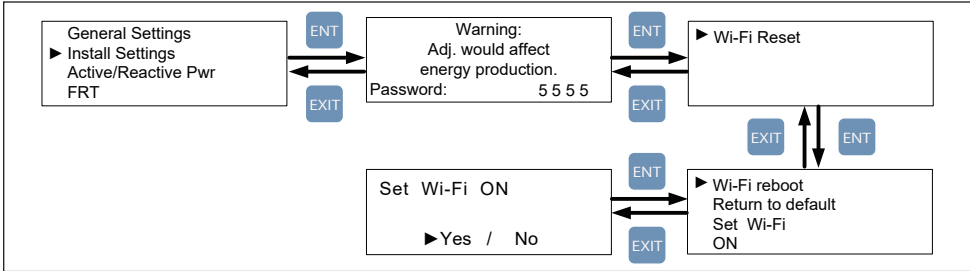 General Settings
► Install Settings
Active/Reactive Pwr
FRT
ENT
EXIT
Warning:
Adj. would affect
energy production.
Password: 5 5 5 5
ENT
EXIT
► Wi-Fi Reset
EXIT
ENT
► Wi-Fi reboot
Return to default
Set Wi-Fi
ON
ENT
EXIT
Set Wi-Fi ON
►Yes / No